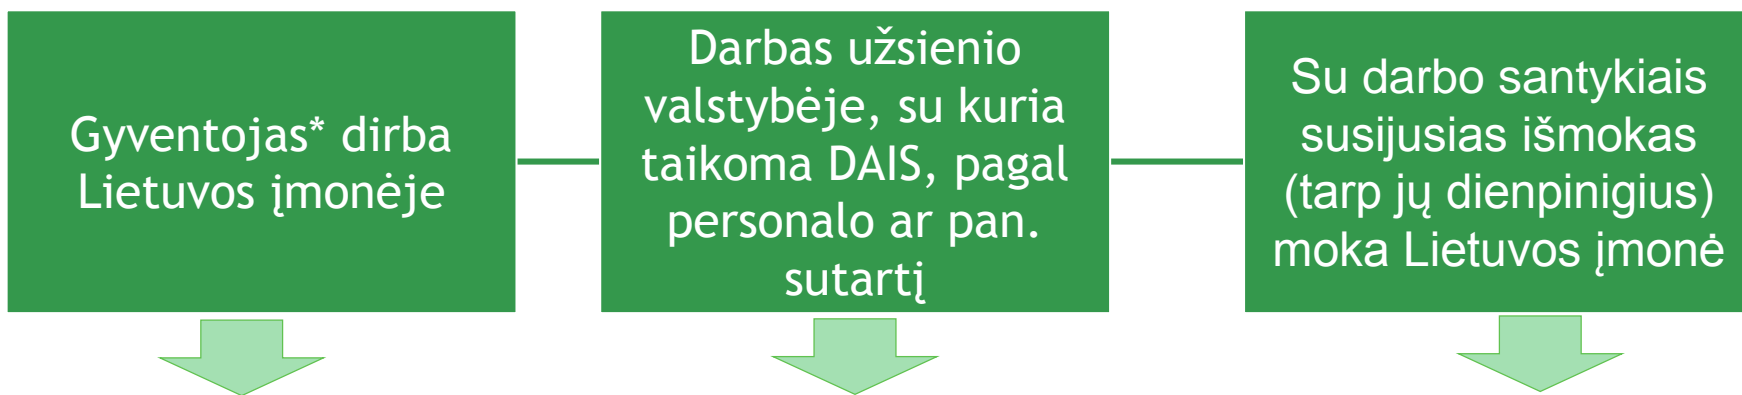 Gyventojas* dirba
Lietuvos įmonėje
Darbas užsienio
valstybėje, su kuria
taikoma DAIS, pagal
personalo ar pan.
sutartį
Su darbo santykiais
susijusias išmokas
(tarp jų dienpinigius)
moka Lietuvos įmonė